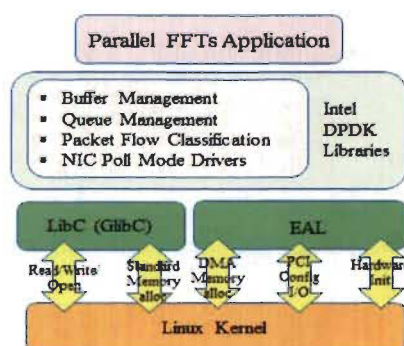 Parallel FFTs Application
▪ Buffer Management
▪ Queue Management
▪ Packet Flow Classification
▪ NIC Poll Mode Drivers
Intel
DPDK
Libraries
LibC (GlibC)
EAL
Read/Write/
Open
Standard
Memory
alloc
DMA
Memory
alloc
PCI
Config
I/O
Hardware
Init
Linux Kernel